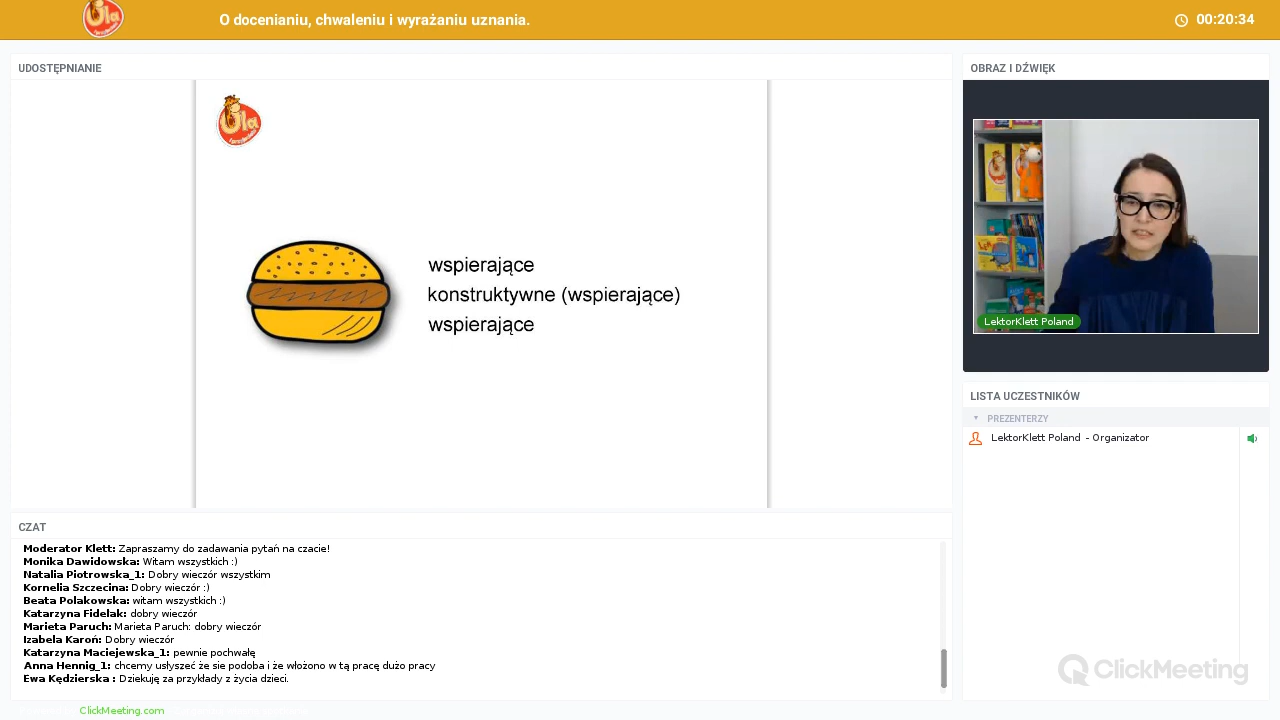 Ula
O docenianiu, chwaleniu i wyrażaniu uznania.
00:20:34
UDOSTĘPNIANIE
OBRAZ I DŹWIĘK
Ula
wspierające
konstruktywne (wspierające)
wspierające
LektorKlett Poland
LISTA UCZESTNIKÓW
PREZENTERZY
LektorKlett Poland - Organizator
CZAT
Moderator Klett: Zapraszamy do zadawania pytań na czacie!
Monika Dawidowska: Witam wszystkich :)
Natalia Piotrowska_1: Dobry wieczór wszystkim
Kornelia Szczecina: Dobry wieczór :)
Beata Polakowska: witam wszystkich :)
Katarzyna Fidelak: dobry wieczór
Marieta Paruch: Marieta Paruch: dobry wieczór
Izabela Karoń: Dobry wieczór
Katarzyna Maciejewska_1: pewnie pochwałę
Anna Hennig_1: chcemy usłyszeć że sie podoba i że włożono w tą pracę dużo pracy
Ewa Kędzierska : Dziekuję za przykłady z życia dzieci.
ClickMeeting
ClickMeeting.com